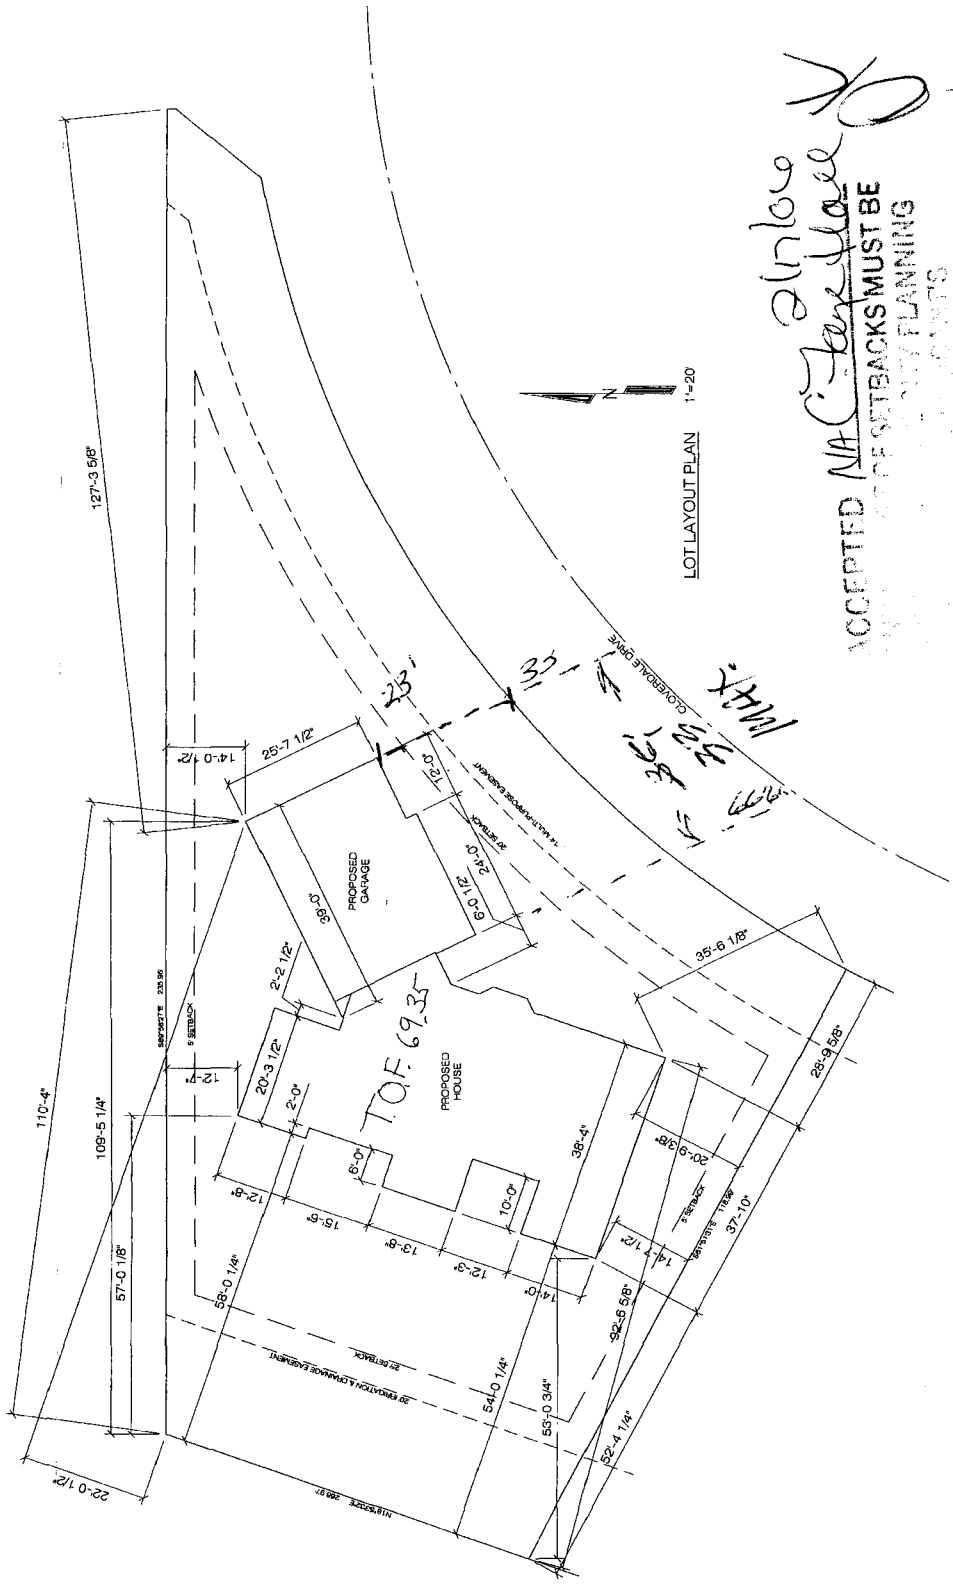 127'-3 5/8"
110'-4"
109'-5 1/4"
57'-0 1/8"
22'-0 1/2"
14'-0 1/2"
25'-7 1/2"
12'-7"
5' SETBACK
39'-0"
PROPOSED
GARAGE
2'-2 1/2"
20'-3 1/2"
2'-0"
6'-0"
12'-8"
15'-6"
13'-8"
12'-3"
14'-0"
10'-0"
38'-4"
58'-0 1/4"
T.O.F. 69.35
PROPOSED
HOUSE
12'-0"
24'-0"
6'-0 1/2"
20' SETBACK
14' MULTI-PURPOSE EASEMENT
23'
CLOVERDALE DRIVE
MAX.
35'-6 1/8"
28'-9 5/8"
20'-9 3/8"
37'-10"
14'-7 1/2"
5' SETBACK
92'-6 5/8"
54'-0 1/4"
53'-0 3/4"
52'-4 1/4"
20' IRRIGATION & DRAINAGE EASEMENT
LOT LAYOUT PLAN
1"=20'
N
ACCEPTED
SETBACKS MUST BE
PLANNING